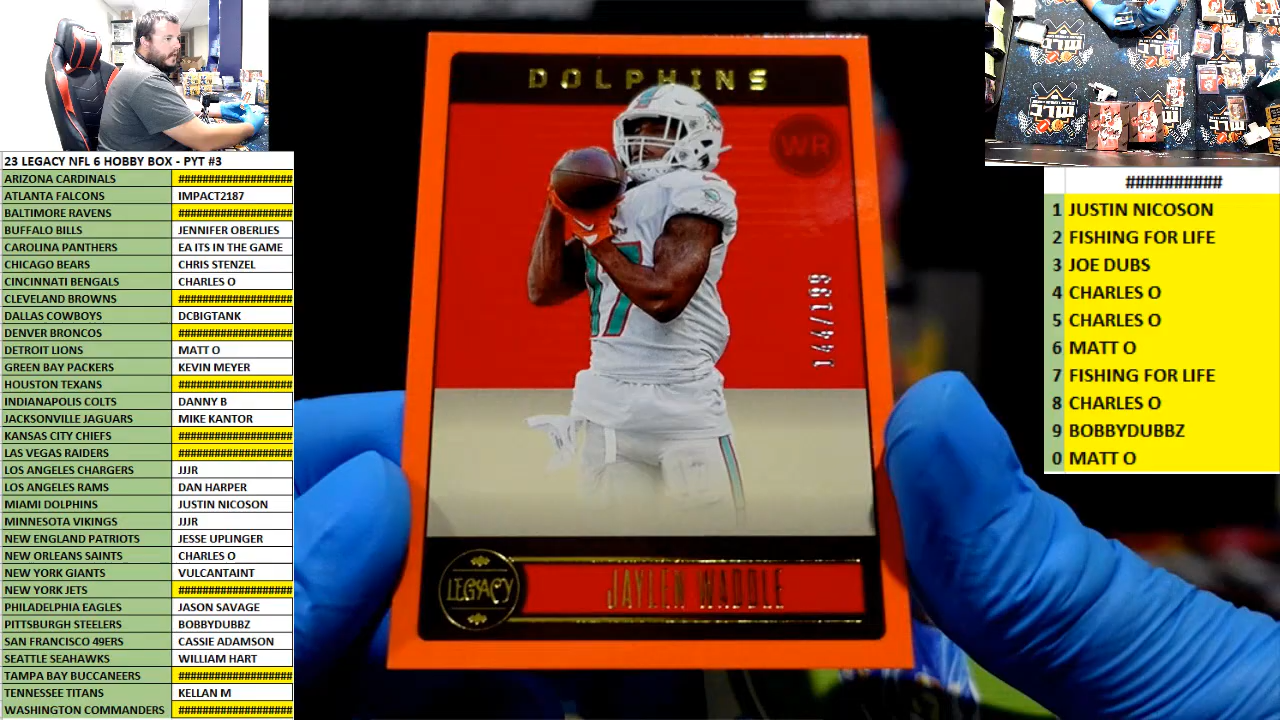 23 LEGACY NFL 6 HOBBY BOX - PYT #3
ARIZONA CARDINALS ##################
ATLANTA FALCONS IMPACT2187
BALTIMORE RAVENS ##################
BUFFALO BILLS JENNIFER OBERLIES
CAROLINA PANTHERS EA ITS IN THE GAME
CHICAGO BEARS CHRIS STENZEL
CINCINNATI BENGALS CHARLES O
CLEVELAND BROWNS ##################
DALLAS COWBOYS DCBIGTANK
DENVER BRONCOS ##################
DETROIT LIONS MATT O
GREEN BAY PACKERS KEVIN MEYER
HOUSTON TEXANS ##################
INDIANAPOLIS COLTS DANNY B
JACKSONVILLE JAGUARS MIKE KANTOR
KANSAS CITY CHIEFS ##################
LAS VEGAS RAIDERS ##################
LOS ANGELES CHARGERS JJJR
LOS ANGELES RAMS DAN HARPER
MIAMI DOLPHINS JUSTIN NICOSON
MINNESOTA VIKINGS JJJR
NEW ENGLAND PATRIOTS JESSE UPLINGER
NEW ORLEANS SAINTS CHARLES O
NEW YORK GIANTS VULCANTAINT
NEW YORK JETS ##################
PHILADELPHIA EAGLES JASON SAVAGE
PITTSBURGH STEELERS BOBBYDUBBZ
SAN FRANCISCO 49ERS CASSIE ADAMSON
SEATTLE SEAHAWKS WILLIAM HART
TAMPA BAY BUCCANEERS ##################
TENNESSEE TITANS KELLAN M
WASHINGTON COMMANDERS ##################
DOLPHINS
WR
17
144/199
LEGACY
JAYLEN WADDLE
##########
1 JUSTIN NICOSON
2 FISHING FOR LIFE
3 JOE DUBS
4 CHARLES O
5 CHARLES O
6 MATT O
7 FISHING FOR LIFE
8 CHARLES O
9 BOBBYDUBBZ
0 MATT O